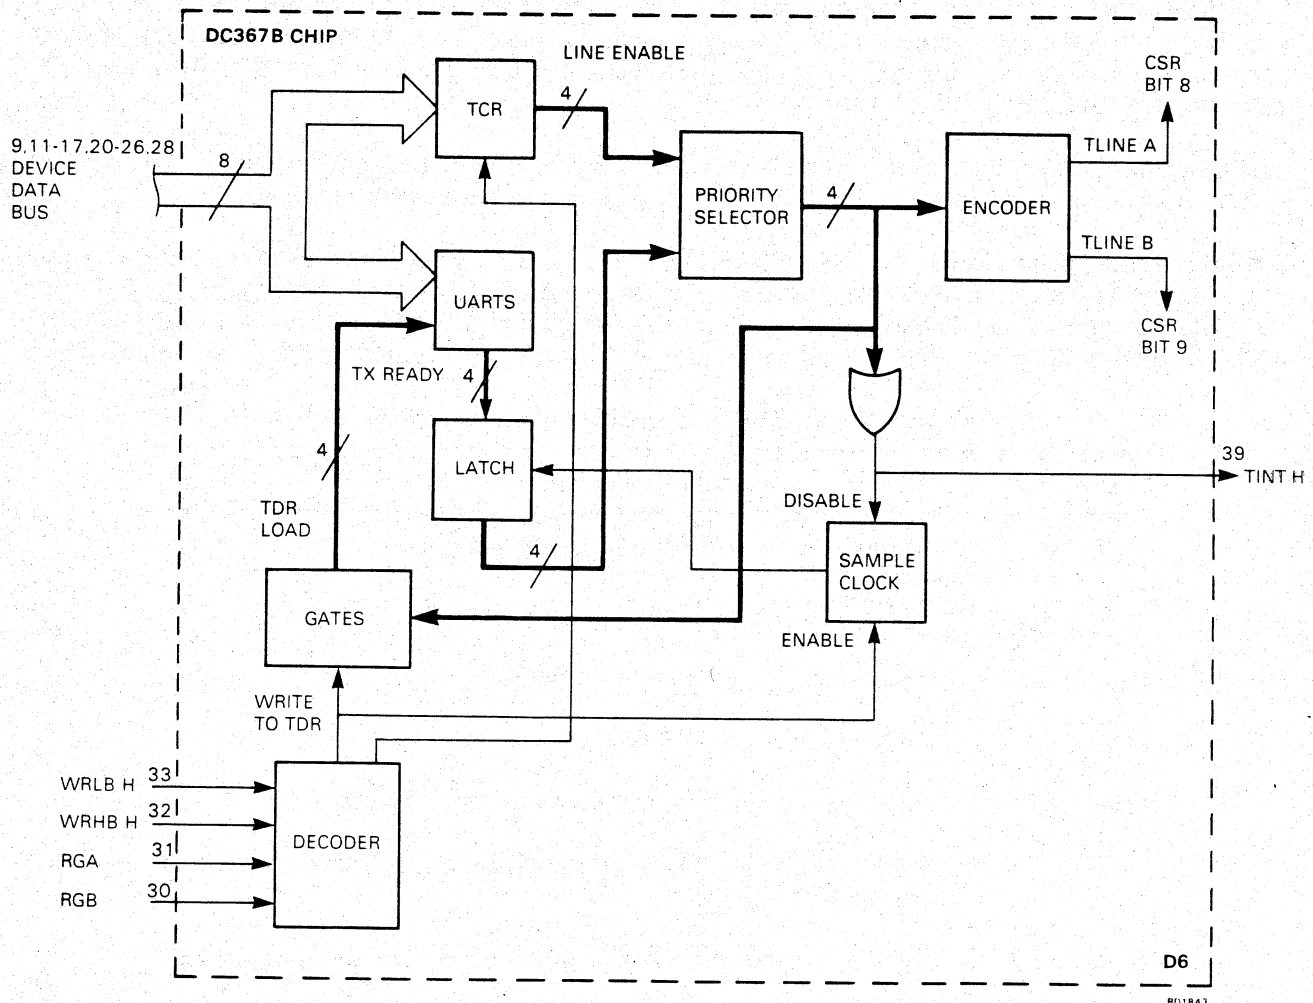 DC367B CHIP
LINE ENABLE
CSR
BIT 8
4
TCR
9,11-17.20-26.28
DEVICE
DATA
BUS
8
TLINE A
PRIORITY
SELECTOR
4
ENCODER
TLINE B
UARTS
CSR
BIT 9
TX READY
4
4
LATCH
39
TINT H
DISABLE
TDR
LOAD
4
SAMPLE
CLOCK
GATES
ENABLE
WRITE
TO TDR
WRLB H
33
WRHB H
32
DECODER
RGA
31
RGB
30
D6
RD1843